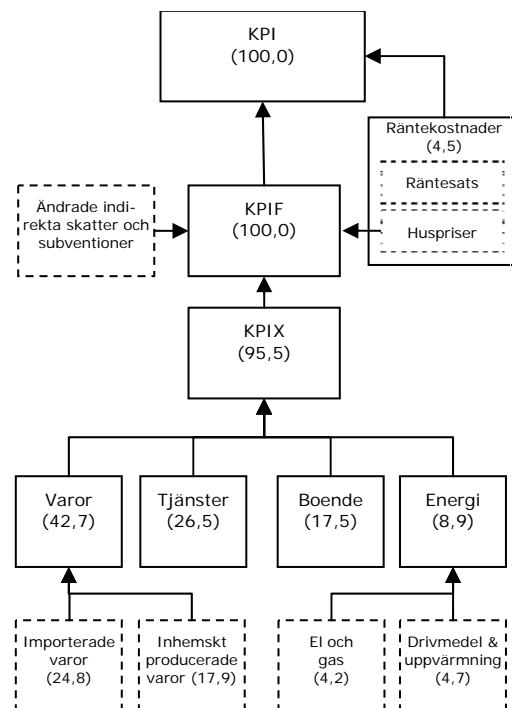 KPI
(100,0)
Räntekostnader
(4,5)
Räntesats
Huspriser
Ändrade indi-
rekta skatter och
subventioner
KPIF
(100,0)
KPIX
(95,5)
Varor
(42,7)
Tjänster
(26,5)
Boende
(17,5)
Energi
(8,9)
Importerade
varor
(24,8)
Inhemskt
producerade
varor (17,9)
El och
gas
(4,2)
Drivmedel &
uppvärmning
(4,7)